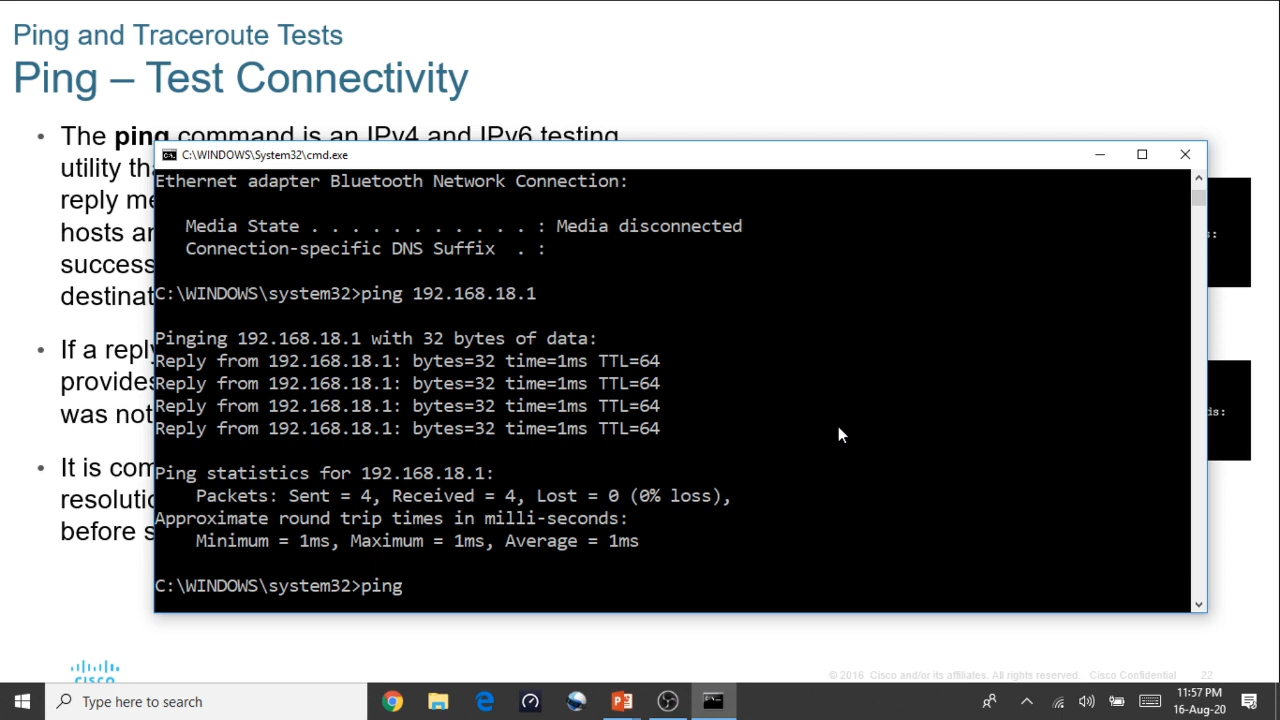 Ping and Traceroute Tests
Ping – Test Connectivity
• The ping command is an IPv4 and IPv6 testing
utility
reply
hosts
destinat
• If a reply
provides
was not
• It is com
resolutio
before s
C:\WINDOWS\System32\cmd.exe
Ethernet adapter Bluetooth Network Connection:
Media State . . . . . . . . . . . : Media disconnected
Connection-specific DNS Suffix  . :
C:\WINDOWS\system32>ping 192.168.18.1
Pinging 192.168.18.1 with 32 bytes of data:
Reply from 192.168.18.1: bytes=32 time=1ms TTL=64
Reply from 192.168.18.1: bytes=32 time=1ms TTL=64
Reply from 192.168.18.1: bytes=32 time=1ms TTL=64
Reply from 192.168.18.1: bytes=32 time=1ms TTL=64
Ping statistics for 192.168.18.1:
Packets: Sent = 4, Received = 4, Lost = 0 (0% loss),
Approximate round trip times in milli-seconds:
Minimum = 1ms, Maximum = 1ms, Average = 1ms
C:\WINDOWS\system32>ping
CISCO
© 2016 Cisco and/or its affiliates. All rights reserved. Cisco Confidential 22
Type here to search
11:57 PM
16-Aug-20